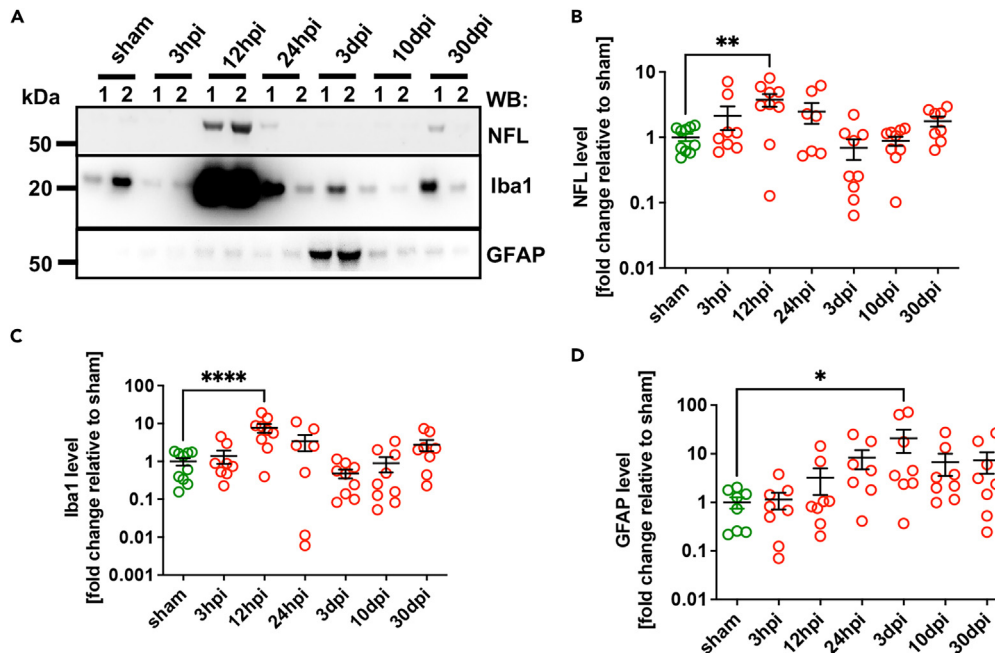 A
sham 3hpi 12hpi 24hpi 3dpi 10dpi 30dpi
kDa 1 2 1 2 1 2 1 2 1 2 1 2 1 2 WB:
50 NFL
20 Iba1
50 GFAP
B
**
NFL level
[fold change relative to sham]
10
1
0.1
0.01
sham 3hpi 12hpi 24hpi 3dpi 10dpi 30dpi
C
****
Iba1 level
[fold change relative to sham]
100
10
1
0.1
0.01
0.001
sham 3hpi 12hpi 24hpi 3dpi 10dpi 30dpi
D
*
GFAP level
[fold change relative to sham]
100
10
1
0.1
0.01
sham 3hpi 12hpi 24hpi 3dpi 10dpi 30dpi